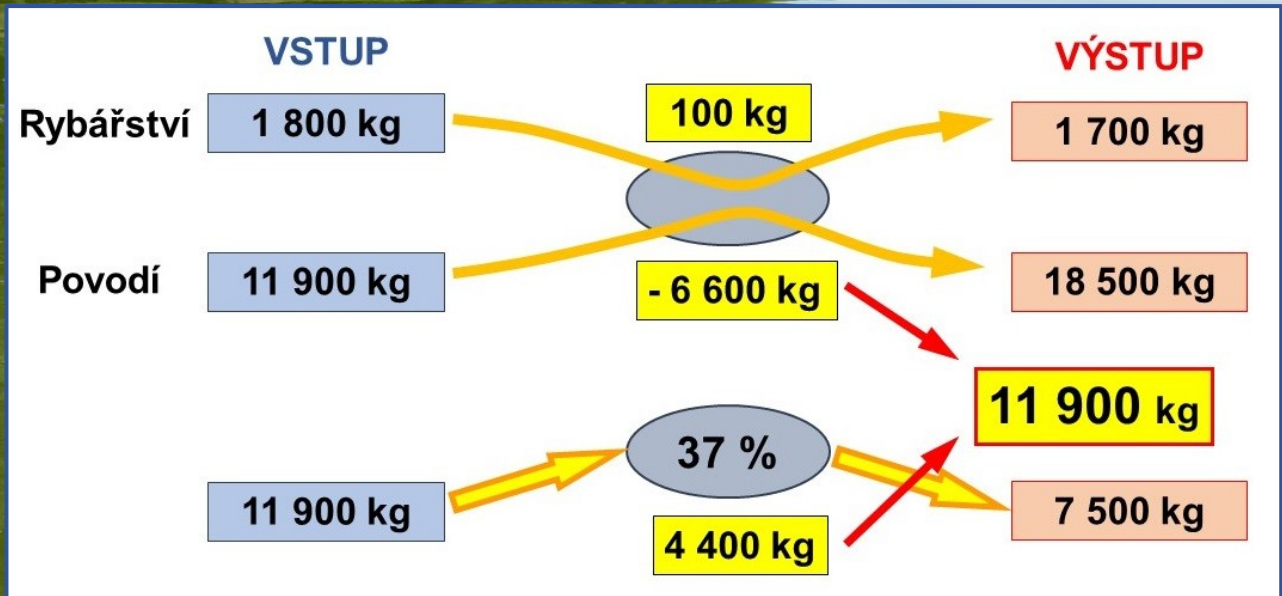 VSTUP
VÝSTUP
Rybářství
1 800 kg
100 kg
1 700 kg
Povodí
11 900 kg
- 6 600 kg
18 500 kg
11 900 kg
37 %
11 900 kg
4 400 kg
7 500 kg